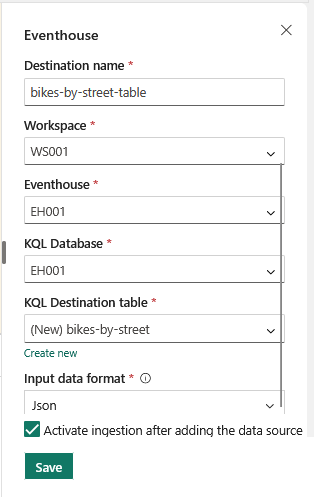 Eventhouse
Destination name *
bikes-by-street-table
Workspace *
WS001
Eventhouse *
EH001
KQL Database *
EH001
KQL Destination table *
(New) bikes-by-street
Create new
Input data format *
Json
Activate ingestion after adding the data source
Save